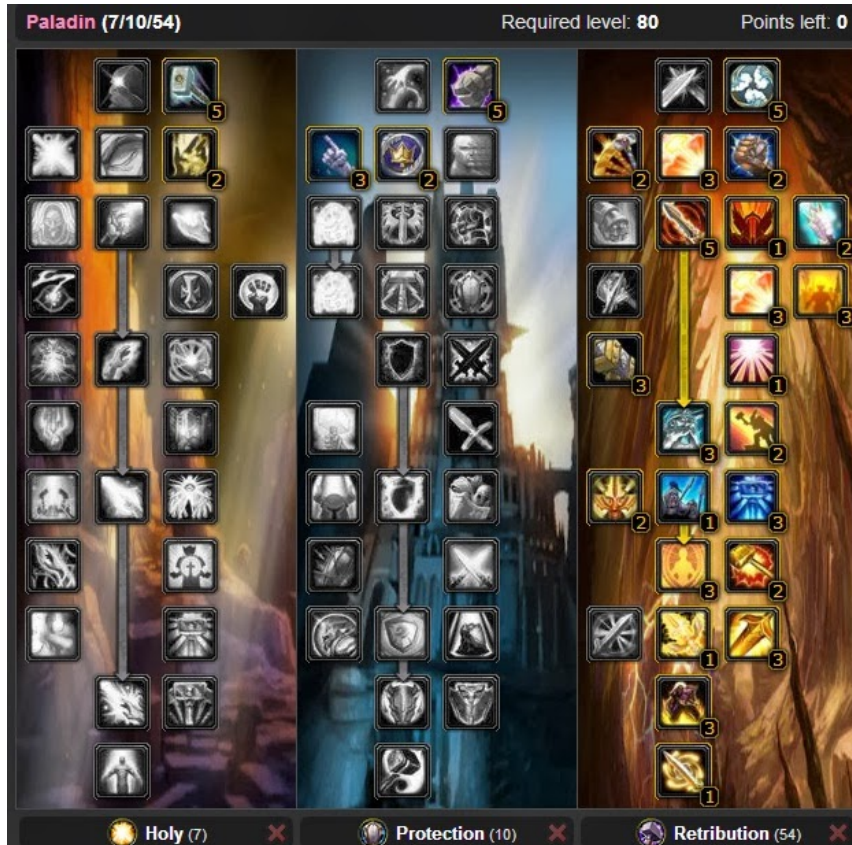 Paladin (7/10/54) Required level: 80 Points left: 0
5 5 5
2 3 2 2 3 2
5 1 2
3 3
3 1
3 2
2 1 3
3 2
1 3
3
1
Holy (7) Protection (10) Retribution (54)